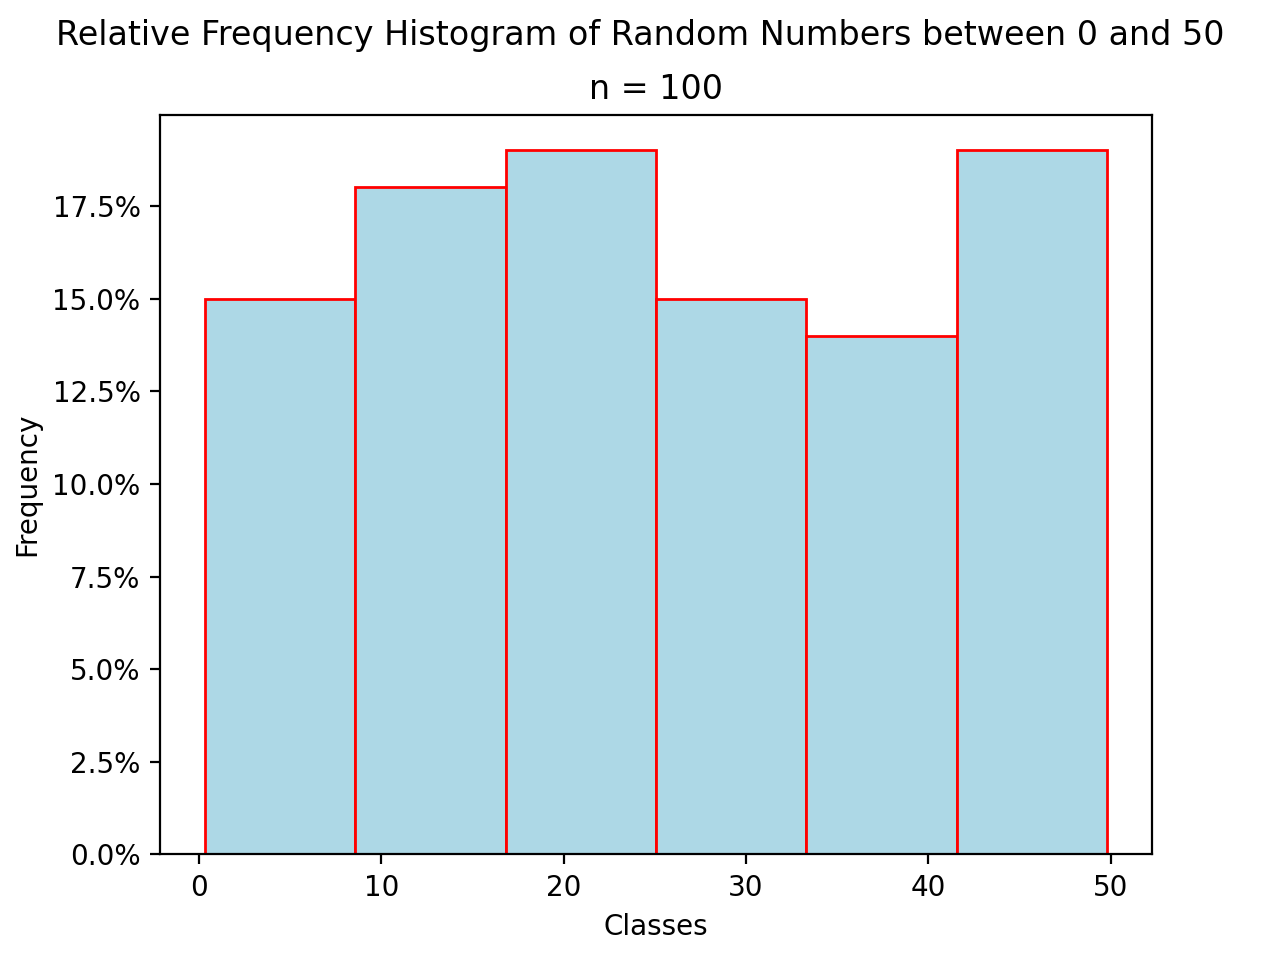 Relative Frequency Histogram of Random Numbers between 0 and 50
n = 100
17.5%
15.0%
12.5%
10.0%
7.5%
5.0%
2.5%
0.0%
Frequency
0 10 20 30 40 50
Classes